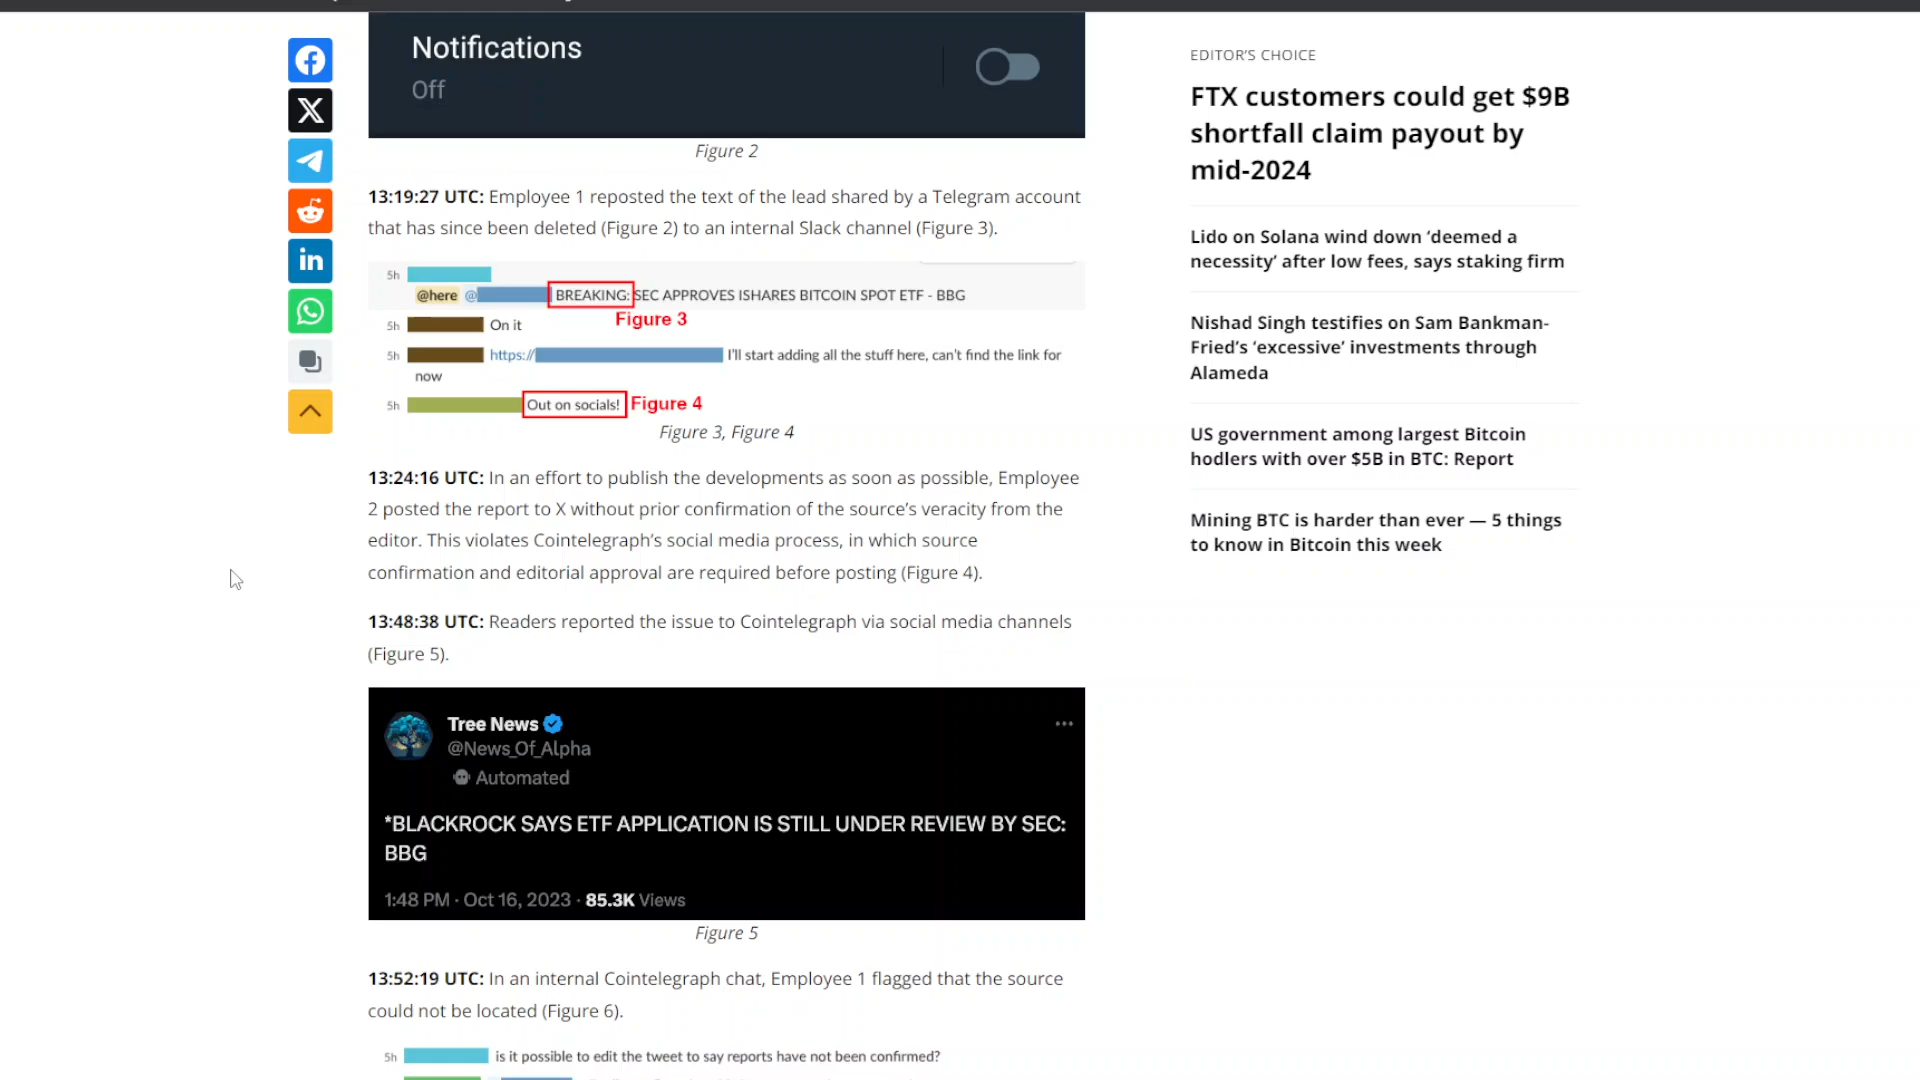 Notifications
Off
Figure 2
13:19:27 UTC: Employee 1 reposted the text of the lead shared by a Telegram account
that has since been deleted (Figure 2) to an internal Slack channel (Figure 3).
5h
@here @ BREAKING: SEC APPROVES ISHARES BITCOIN SPOT ETF - BBG
Figure 3
5h On it
5h https:// I'll start adding all the stuff here, can't find the link for
now
5h Out on socials! Figure 4
Figure 3, Figure 4
13:24:16 UTC: In an effort to publish the developments as soon as possible, Employee
2 posted the report to X without prior confirmation of the source's veracity from the
editor. This violates Cointelegraph's social media process, in which source
confirmation and editorial approval are required before posting (Figure 4).
13:48:38 UTC: Readers reported the issue to Cointelegraph via social media channels
(Figure 5).
Tree News
@News_Of_Alpha
Automated
*BLACKROCK SAYS ETF APPLICATION IS STILL UNDER REVIEW BY SEC:
BBG
1:48 PM · Oct 16, 2023 · 85.3K Views
Figure 5
13:52:19 UTC: In an internal Cointelegraph chat, Employee 1 flagged that the source
could not be located (Figure 6).
5h is it possible to edit the tweet to say reports have not been confirmed?
EDITOR'S CHOICE
FTX customers could get $9B
shortfall claim payout by
mid-2024
Lido on Solana wind down ‘deemed a
necessity’ after low fees, says staking firm
Nishad Singh testifies on Sam Bankman-
Fried’s ‘excessive’ investments through
Alameda
US government among largest Bitcoin
hodlers with over $5B in BTC: Report
Mining BTC is harder than ever — 5 things
to know in Bitcoin this week